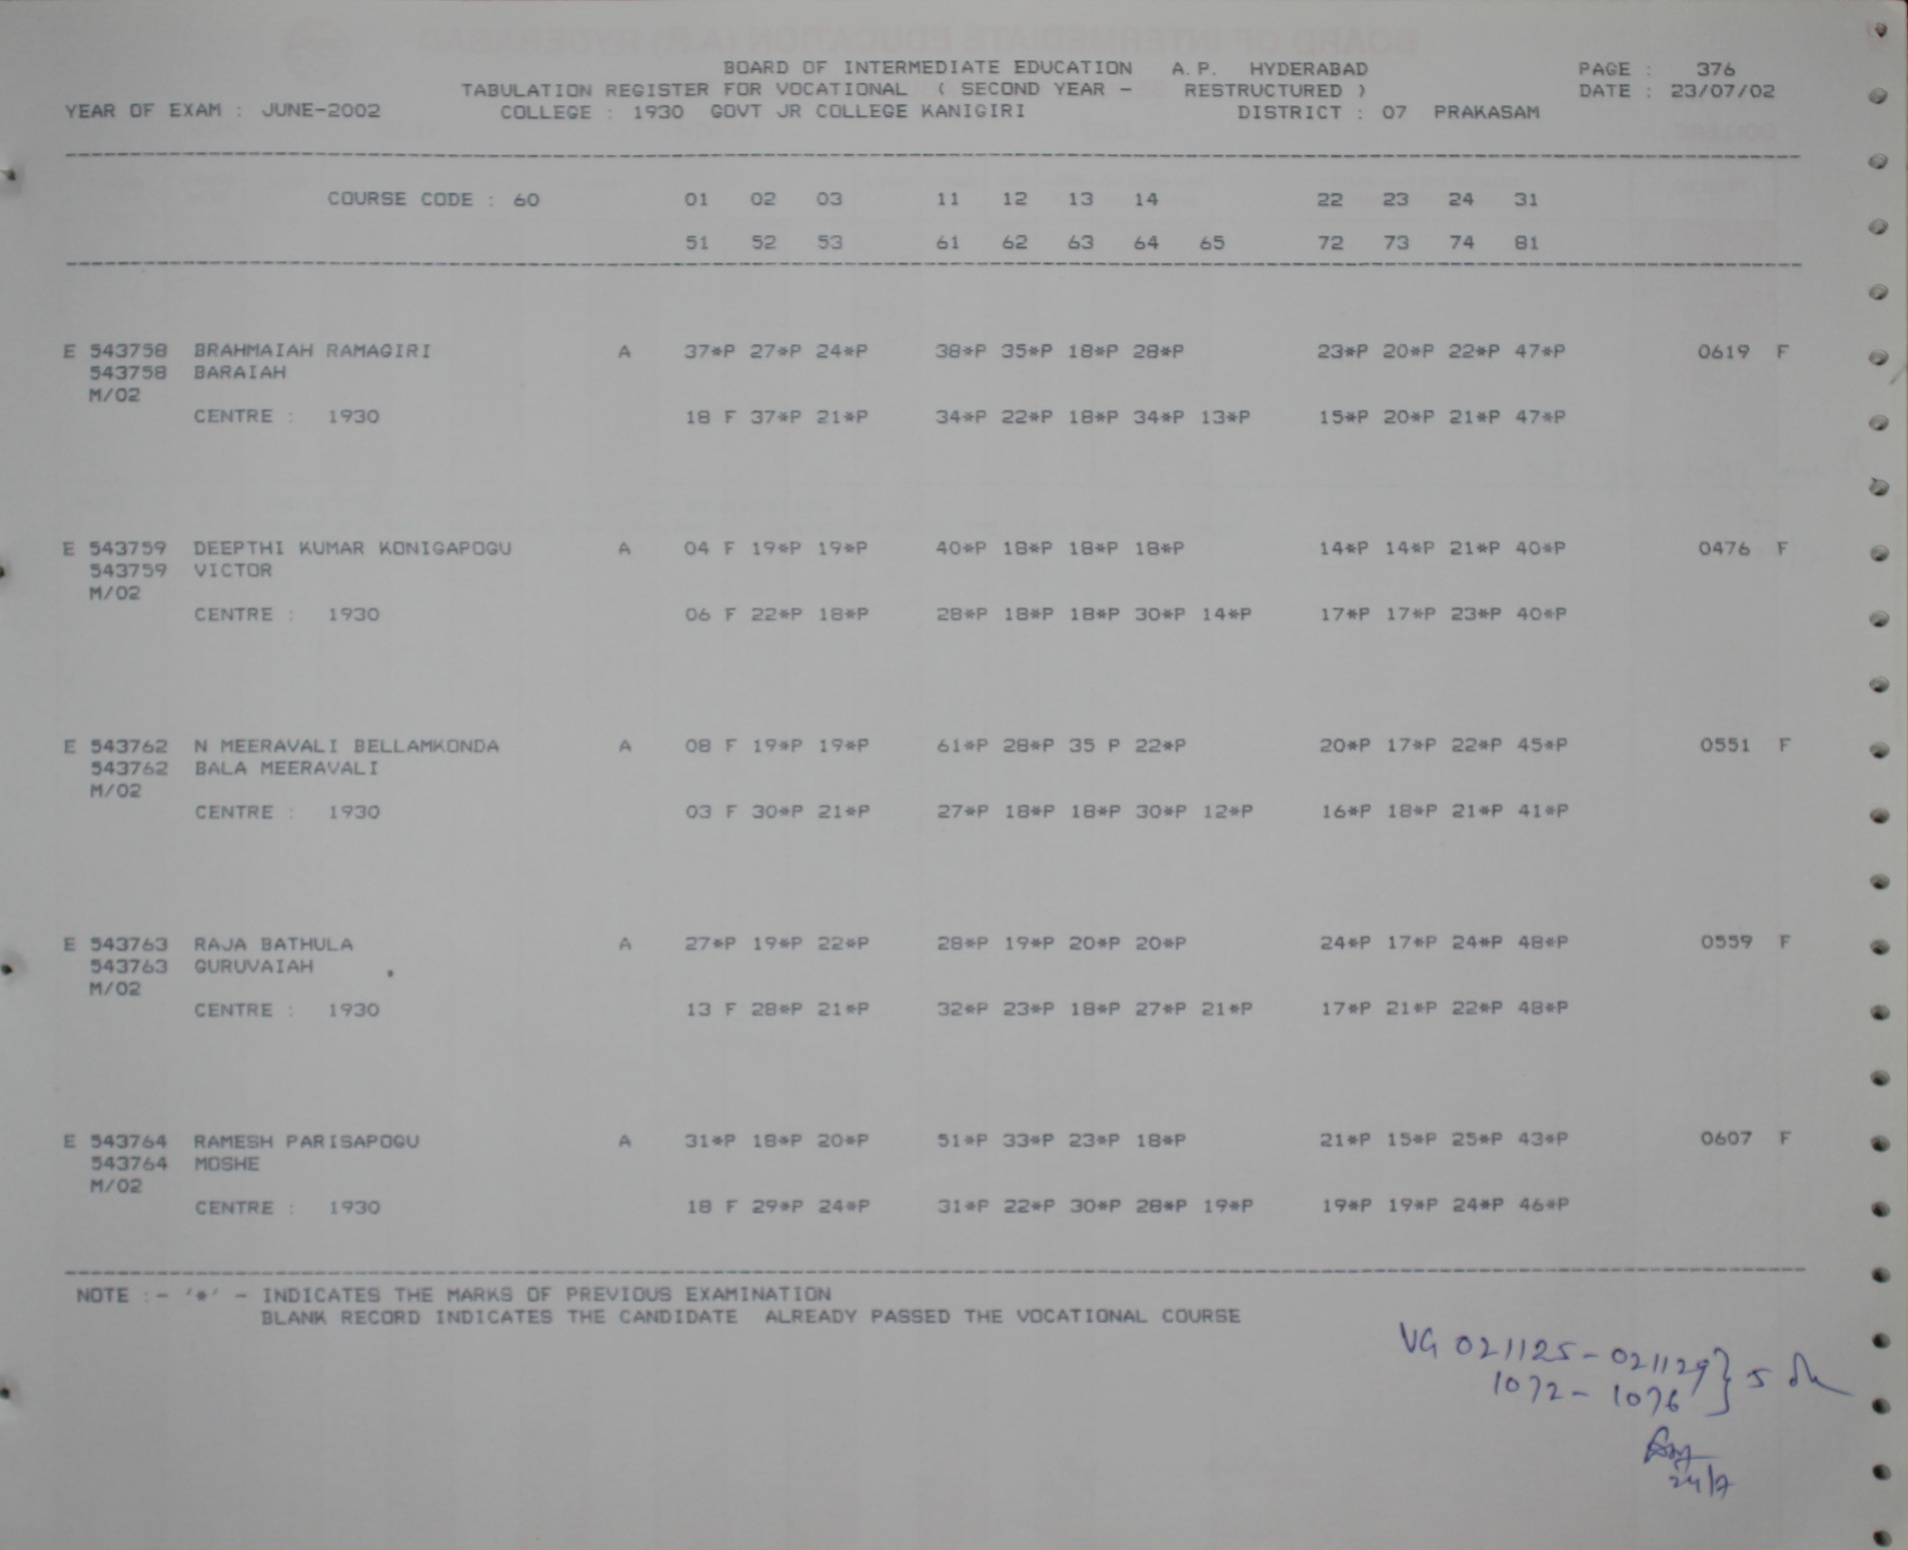 BOARD OF INTERMEDIATE EDUCATION A.P. HYDERABAD PAGE : 376
TABULATION REGISTER FOR VOCATIONAL ( SECOND YEAR - RESTRUCTURED ) DATE : 23/07/02
YEAR OF EXAM : JUNE-2002 COLLEGE : 1930 GOVT JR COLLEGE KANIGIRI DISTRICT : 07 PRAKASAM
COURSE CODE : 60 01 02 03 11 12 13 14 22 23 24 31
51 52 53 61 62 63 64 65 72 73 74 81
E 543758 BRAHMAIAH RAMAGIRI A 37*P 27*P 24*P 38*P 35*P 18*P 28*P 23*P 20*P 22*P 47*P 0619 F
543758 BARAIAH
M/02
CENTRE : 1930 18 F 37*P 21*P 34*P 22*P 18*P 34*P 13*P 15*P 20*P 21*P 47*P
E 543759 DEEPTHI KUMAR KONIGAPOGU A 04 F 19*P 19*P 40*P 18*P 18*P 18*P 14*P 14*P 21*P 40*P 0476 F
543759 VICTOR
M/02
CENTRE : 1930 06 F 22*P 18*P 28*P 18*P 18*P 30*P 14*P 17*P 17*P 23*P 40*P
E 543762 N MEERAVALI BELLAMKONDA A 08 F 19*P 19*P 61*P 28*P 35 P 22*P 20*P 17*P 22*P 45*P 0551 F
543762 BALA MEERAVALI
M/02
CENTRE : 1930 03 F 30*P 21*P 27*P 18*P 18*P 30*P 12*P 16*P 18*P 21*P 41*P
E 543763 RAJA BATHULA A 27*P 19*P 22*P 28*P 19*P 20*P 20*P 24*P 17*P 24*P 48*P 0559 F
543763 GURUVAIAH
M/02
CENTRE : 1930 13 F 28*P 21*P 32*P 23*P 18*P 27*P 21*P 17*P 21*P 22*P 48*P
E 543764 RAMESH PARISAPOGU A 31*P 18*P 20*P 51*P 33*P 23*P 18*P 21*P 15*P 25*P 43*P 0607 F
543764 MOSHE
M/02
CENTRE : 1930 18 F 29*P 24*P 31*P 22*P 30*P 28*P 19*P 19*P 19*P 24*P 46*P
NOTE :- '*' - INDICATES THE MARKS OF PREVIOUS EXAMINATION
BLANK RECORD INDICATES THE CANDIDATE ALREADY PASSED THE VOCATIONAL COURSE
VG 021125 - 021129 } 5
1072 - 1076
24/7